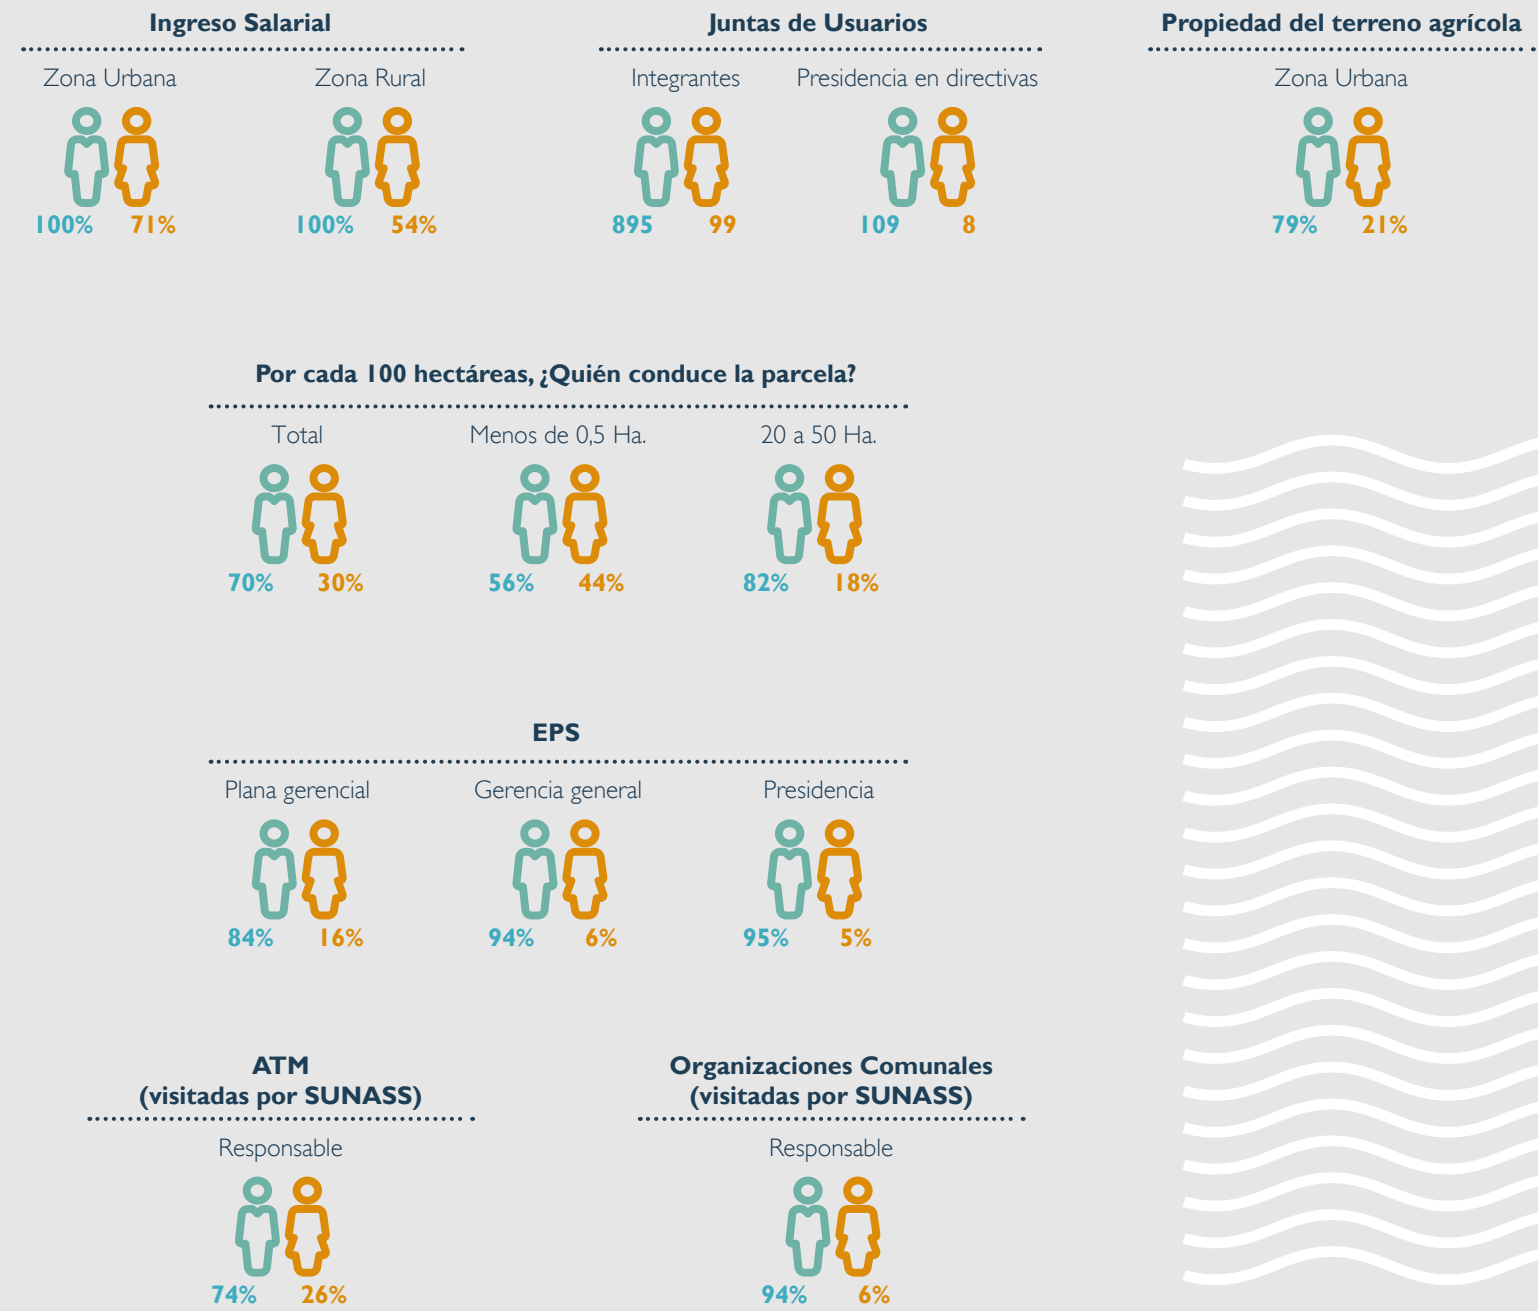 Ingreso Salarial
Zona Urbana
Zona Rural
100% 71%
100% 54%
Juntas de Usuarios
Integrantes
Presidencia en directivas
895 99
109 8
Propiedad del terreno agrícola
Zona Urbana
79% 21%
Por cada 100 hectáreas, ¿Quién conduce la parcela?
Total
Menos de 0,5 Ha.
20 a 50 Ha.
70% 30%
56% 44%
82% 18%
EPS
Plana gerencial
Gerencia general
Presidencia
84% 16%
94% 6%
95% 5%
ATM
(visitadas por SUNASS)
Responsable
74% 26%
Organizaciones Comunales
(visitadas por SUNASS)
Responsable
94% 6%